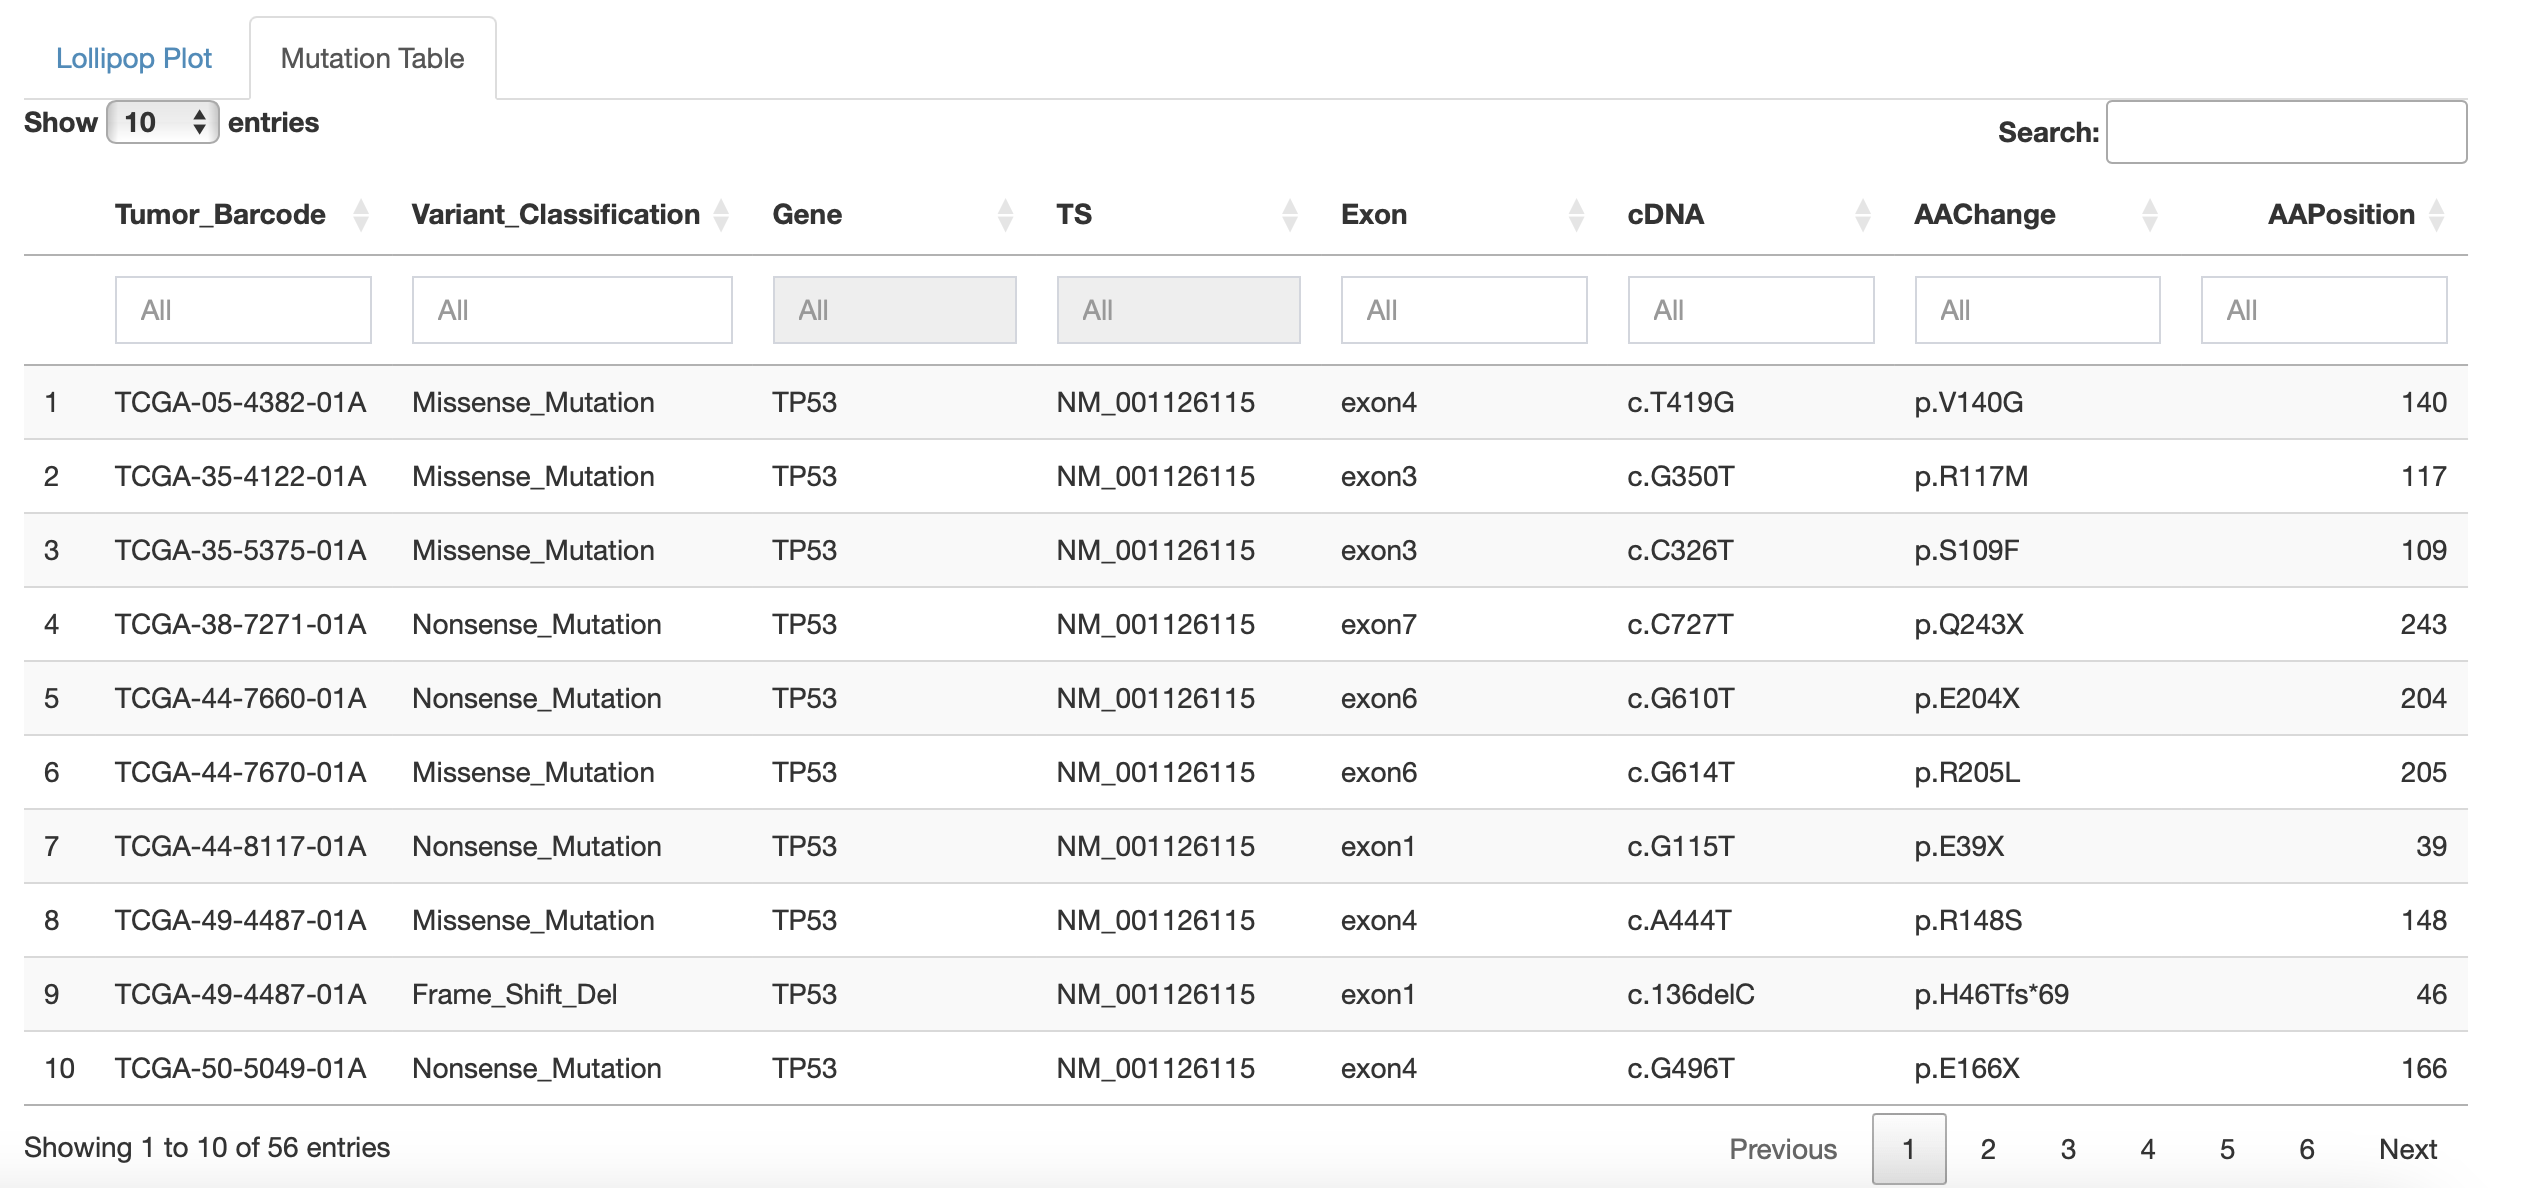 Lollipop Plot Mutation Table
Show 10 entries Search:
Tumor_Barcode Variant_Classification Gene TS Exon cDNA AAChange AAPosition
All All All All All All All All
1 TCGA-05-4382-01A Missense_Mutation TP53 NM_001126115 exon4 c.T419G p.V140G 140
2 TCGA-35-4122-01A Missense_Mutation TP53 NM_001126115 exon3 c.G350T p.R117M 117
3 TCGA-35-5375-01A Missense_Mutation TP53 NM_001126115 exon3 c.C326T p.S109F 109
4 TCGA-38-7271-01A Nonsense_Mutation TP53 NM_001126115 exon7 c.C727T p.Q243X 243
5 TCGA-44-7660-01A Nonsense_Mutation TP53 NM_001126115 exon6 c.G610T p.E204X 204
6 TCGA-44-7670-01A Missense_Mutation TP53 NM_001126115 exon6 c.G614T p.R205L 205
7 TCGA-44-8117-01A Nonsense_Mutation TP53 NM_001126115 exon1 c.G115T p.E39X 39
8 TCGA-49-4487-01A Missense_Mutation TP53 NM_001126115 exon4 c.A444T p.R148S 148
9 TCGA-49-4487-01A Frame_Shift_Del TP53 NM_001126115 exon1 c.136delC p.H46Tfs*69 46
10 TCGA-50-5049-01A Nonsense_Mutation TP53 NM_001126115 exon4 c.G496T p.E166X 166
Showing 1 to 10 of 56 entries Previous 1 2 3 4 5 6 Next